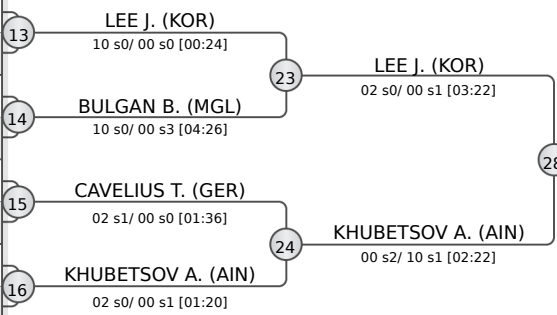 13
LEE J. (KOR)
10 s0/ 00 s0 [00:24]
23
LEE J. (KOR)
02 s0/ 00 s1 [03:22]
14
BULGAN B. (MGL)
10 s0/ 00 s3 [04:26]
28
15
CAVELIUS T. (GER)
02 s1/ 00 s0 [01:36]
24
KHUBETSOV A. (AIN)
00 s2/ 10 s1 [02:22]
16
KHUBETSOV A. (AIN)
02 s0/ 00 s1 [01:20]